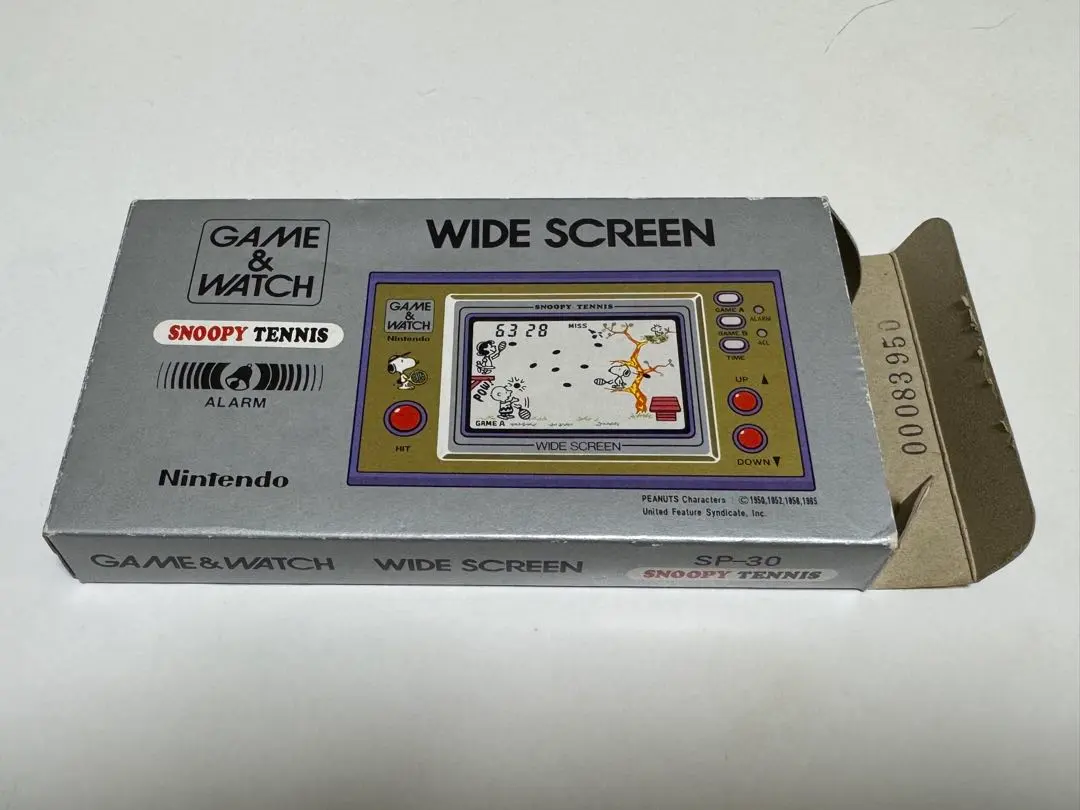 GAME
&
WATCH
SNOOPY TENNIS
ALARM
Nintendo
WIDE SCREEN
GAME
&
WATCH
Nintendo
HIT
SNOOPY TENNIS
63 28
MISS
POW!
GAME A
WIDE SCREEN
GAME A
ALARM
GAME B
ACL
TIME
UP ▲
DOWN ▼
PEANUTS Characters : ©1950,1952,1958,1965
United Feature Syndicate, Inc.
GAME&WATCH WIDE SCREEN SP-30
SNOOPY TENNIS
00083950